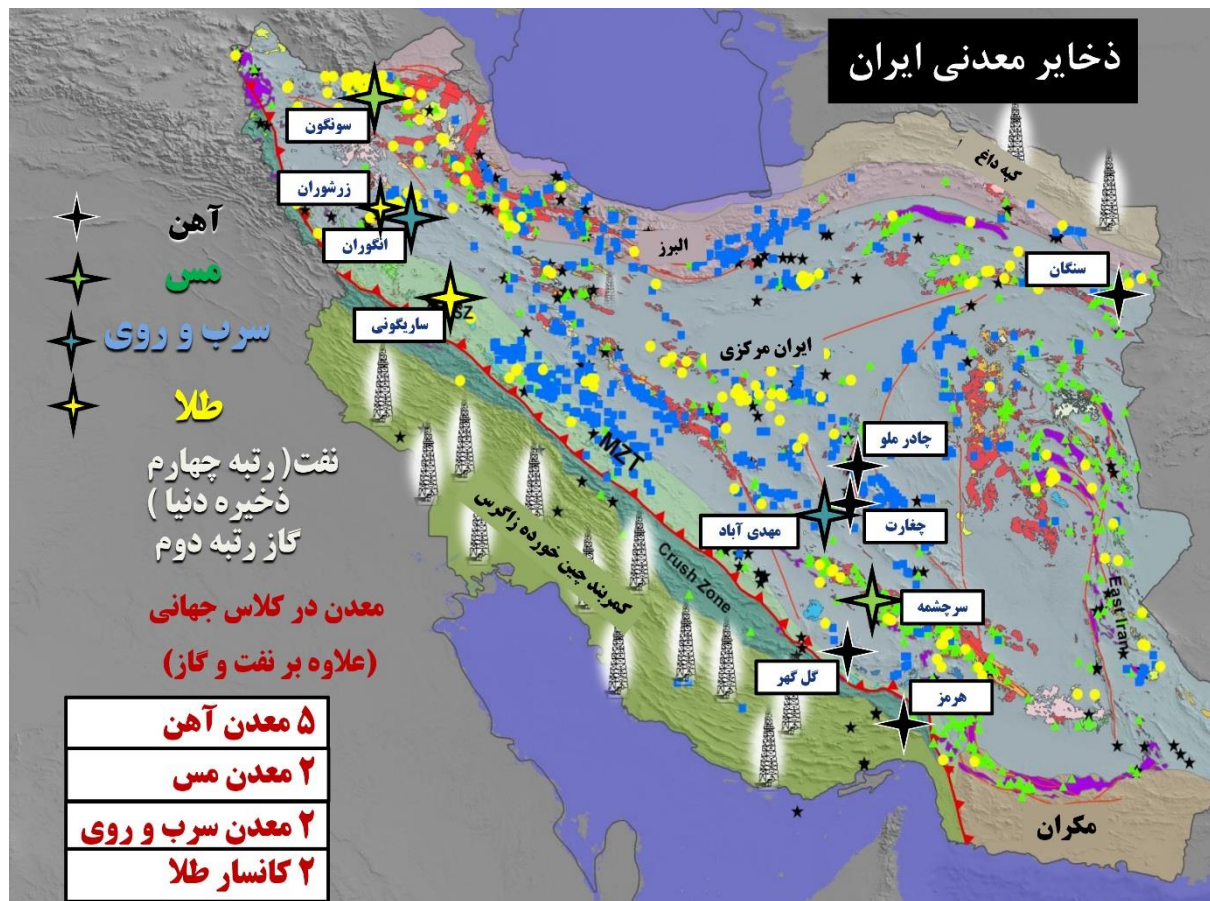 ذخایر معدنی ایران
کپه داغ
سونگون
زرشوران
انگوران
البرز
سنگان
ساریگونی
SZ
ایران مرکزی
آهن
مس
سرب و روی
طلا
نفت( رتبه چهارم
ذخیره دنیا )
گاز رتبه دوم
معدن در کلاس جهانی
(علاوه بر نفت و گاز)
۵ معدن آهن
۲ معدن مس
۲ معدن سرب و روی
۲ کانسار طلا
MZT
چادر ملو
چغارت
مهدی آباد
کمربند چین خورده زاگرس
Crush Zone
سرچشمه
East Iran
گل گهر
هرمز
مکران